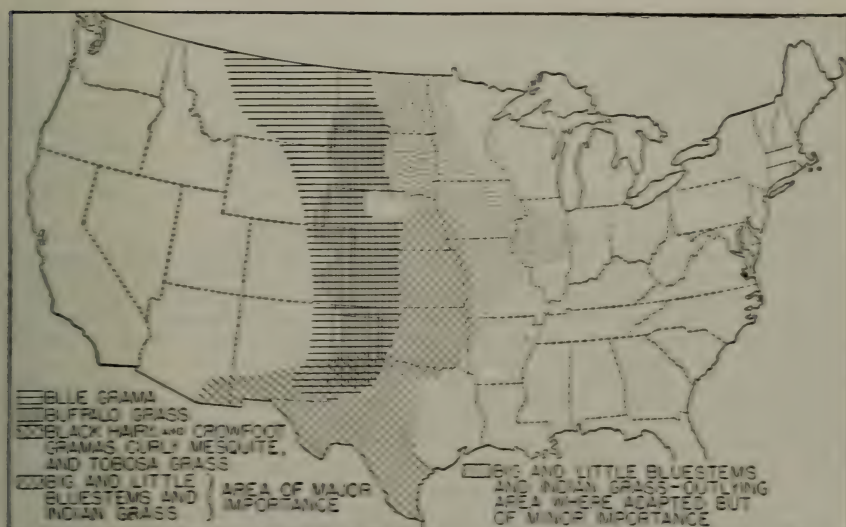 BLUE GRAMA
BUFFALO GRASS
BLACK HAIRY AND CROWFOOT
GRAMAS, CURLY MESQUITE,
AND TOBOSA GRASS
BIG AND LITTLE
BLUESTEMS AND
INDIAN GRASS
AREA OF MAJOR
IMPORTANCE
BIG AND LITTLE BLUESTEMS
AND INDIAN GRASS-OUTLYING
AREA WHERE ADAPTED BUT
OF MINOR IMPORTANCE